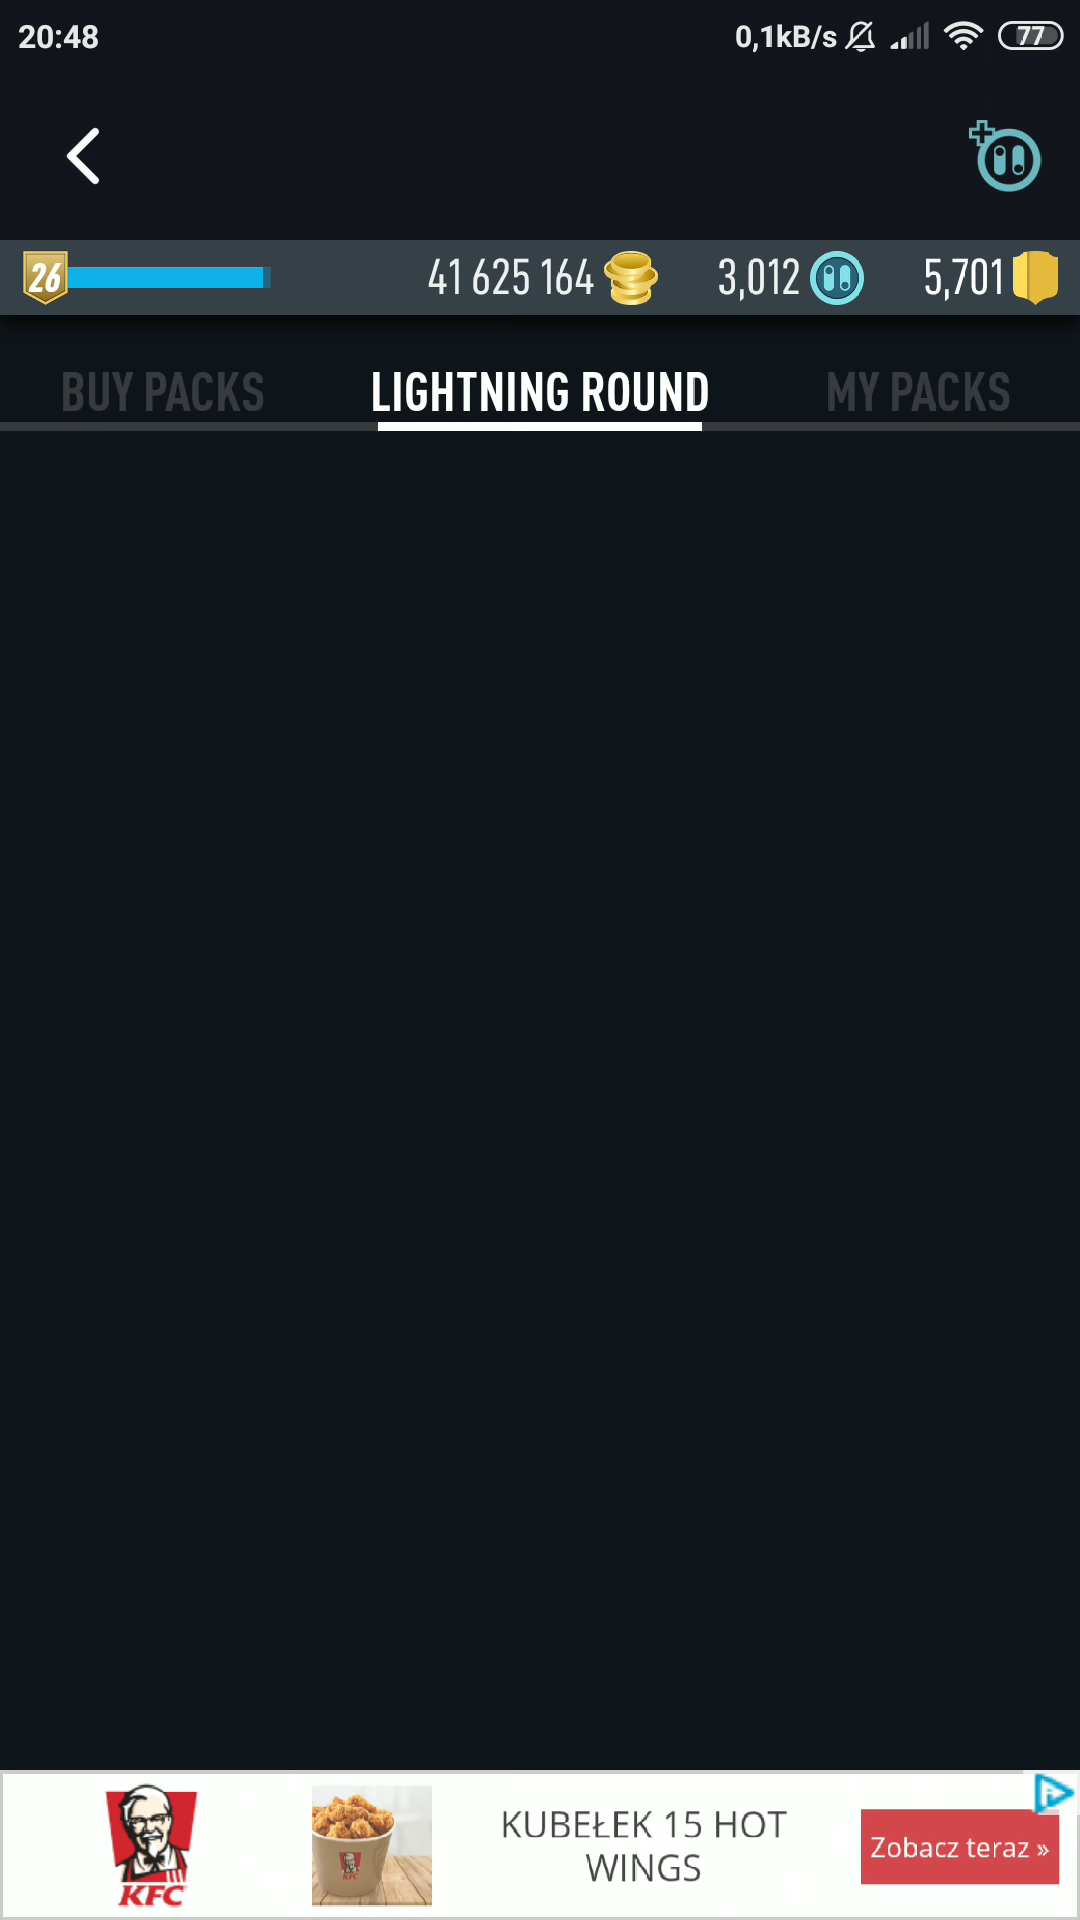 20:48 0,1kB/s 77
26 41 625 164 3,012 5,701
BUY PACKS LIGHTNING ROUND MY PACKS
KUBEŁEK 15 HOT
WINGS
Zobacz teraz »
KFC
KFC